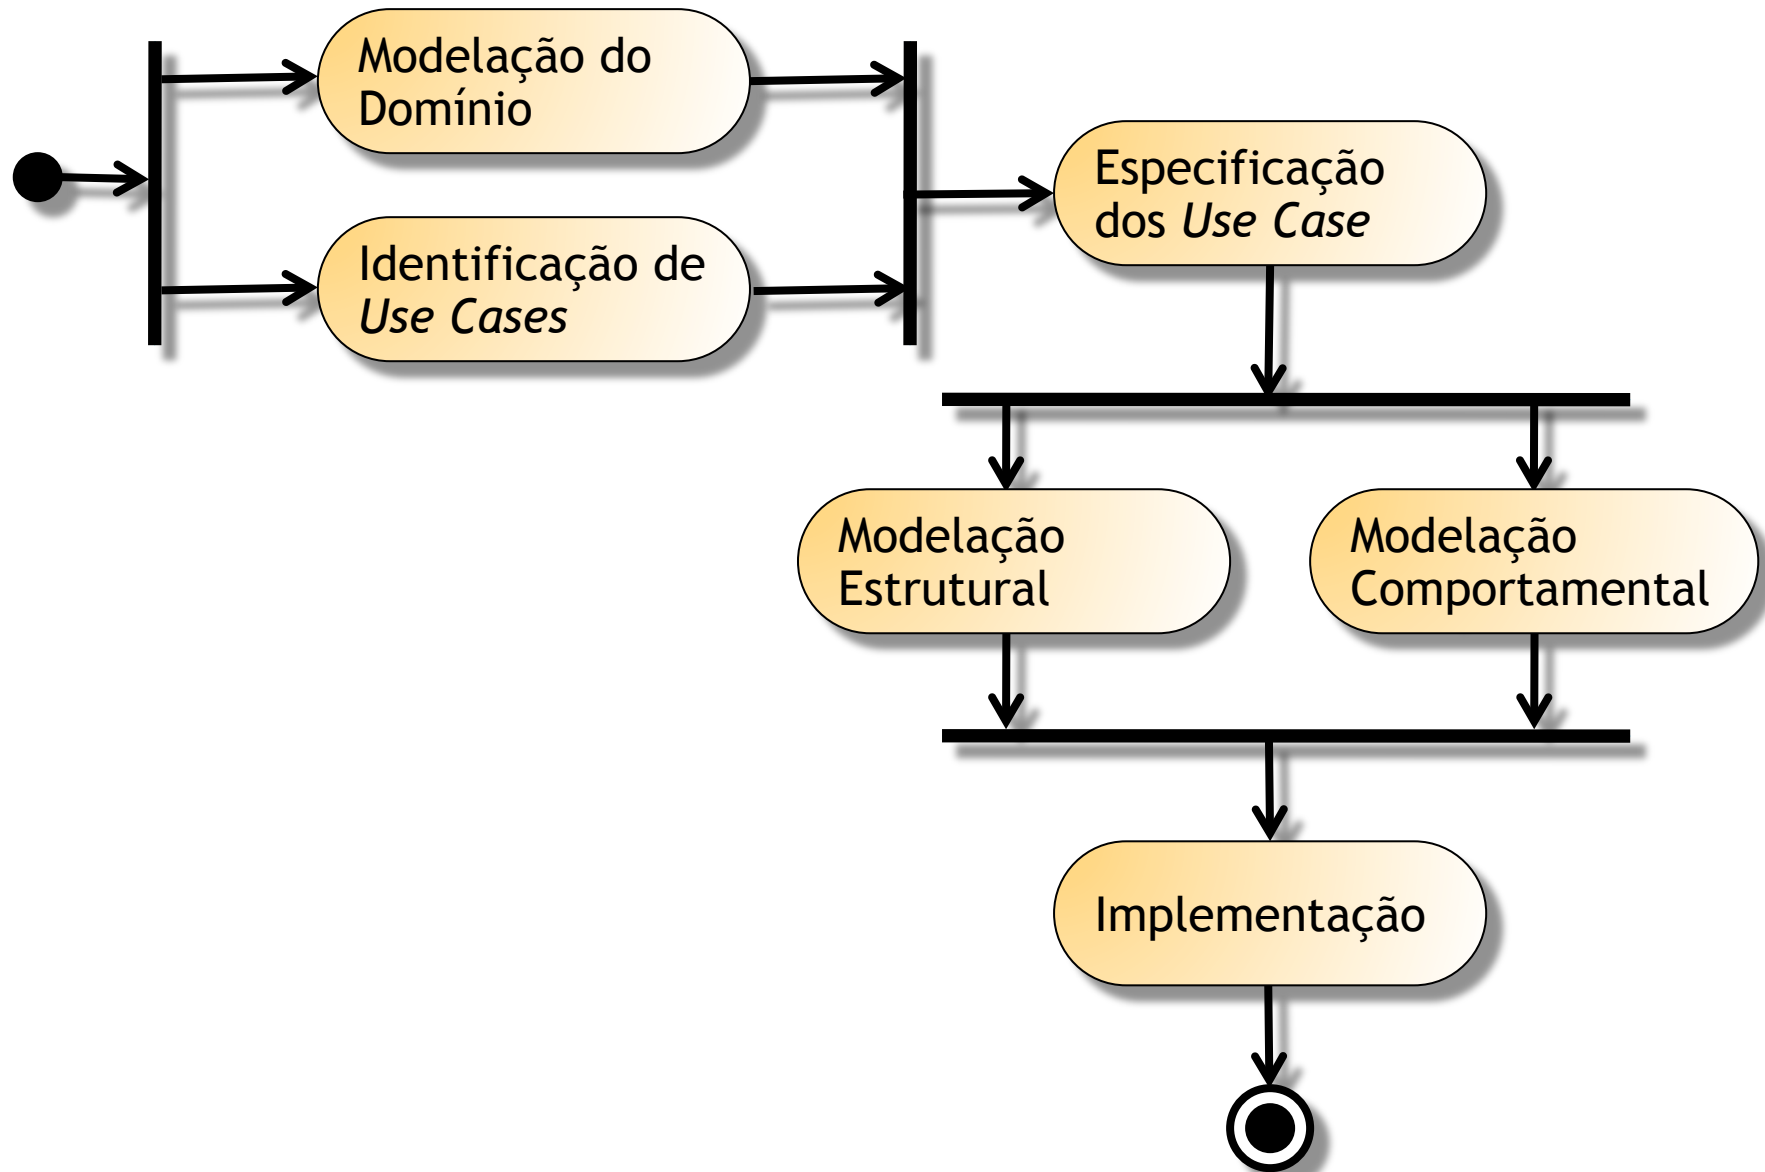 Modelação do
Domínio
Identificação de
Use Cases
Especificação
dos Use Case
Modelação
Estrutural
Modelação
Comportamental
Implementação